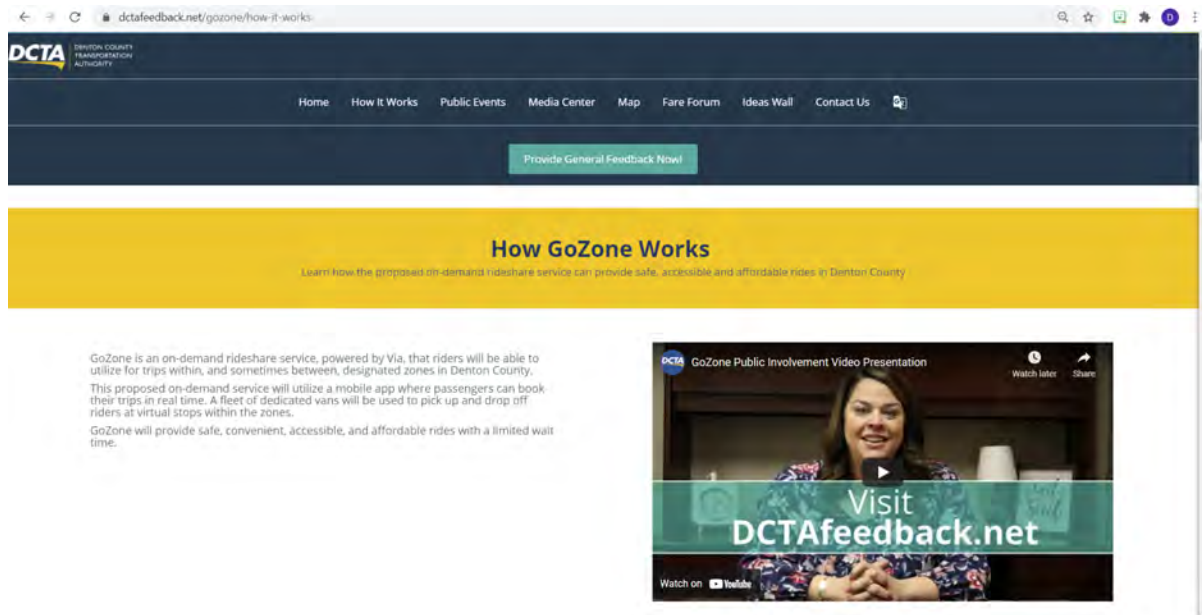 dctafeedback.net/gozone/how-it-works
D
DCTA DENTON COUNTY
TRANSPORTATION
AUTHORITY
Home How It Works Public Events Media Center Map Fare Forum Ideas Wall Contact Us
Provide General Feedback Now!
How GoZone Works
Learn how the proposed on-demand rideshare service can provide safe, accessible and affordable rides in Denton County
GoZone is an on-demand rideshare service, powered by Via, that riders will be able to
utilize for trips within, and sometimes between, designated zones in Denton County.
This proposed on-demand service will utilize a mobile app where passengers can book
their trips in real time. A fleet of dedicated vans will be used to pick up and drop off
riders at virtual stops within the zones.
GoZone will provide safe, convenient, accessible, and affordable rides with a limited wait
time.
DCTA GoZone Public Involvement Video Presentation
Watch later Share
Visit
DCTAfeedback.net
Watch on YouTube